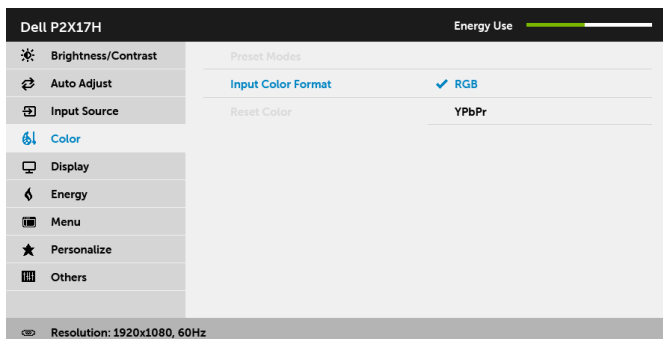 Dell P2X17H Energy Use
Brightness/Contrast Preset Modes
Auto Adjust Input Color Format RGB
Input Source Reset Color YPbPr
Color
Display
Energy
Menu
Personalize
Others
Resolution: 1920x1080, 60Hz